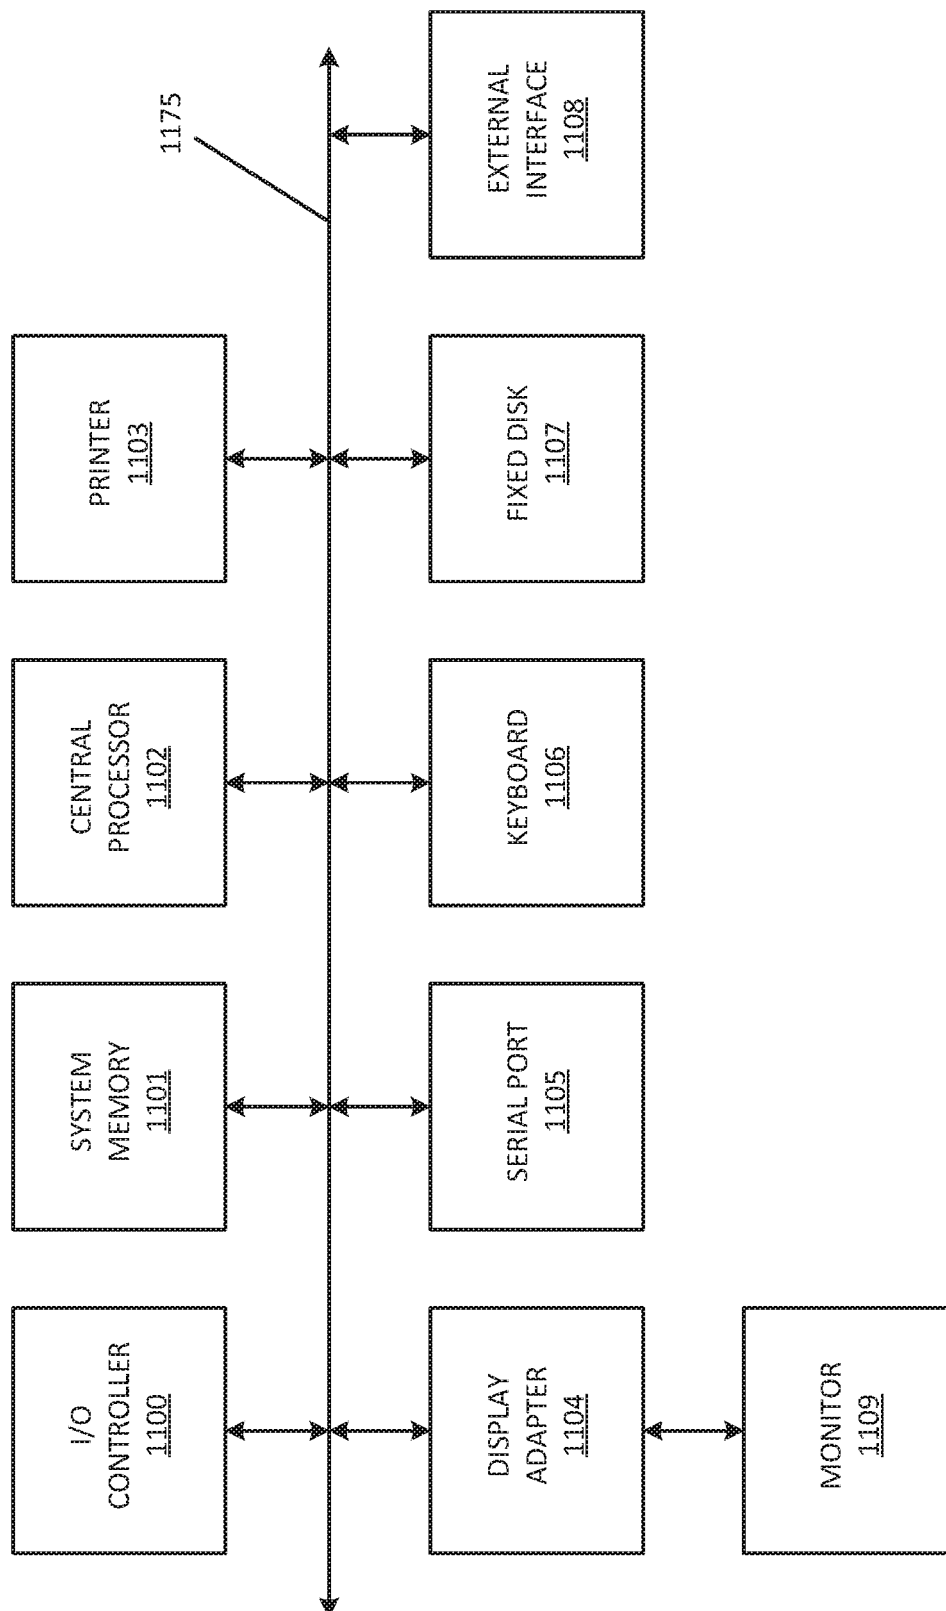 I/O
CONTROLLER
1100
SYSTEM
MEMORY
1101
CENTRAL
PROCESSOR
1102
PRINTER
1103
1175
DISPLAY
ADAPTER
1104
SERIAL PORT
1105
KEYBOARD
1106
FIXED DISK
1107
EXTERNAL
INTERFACE
1108
MONITOR
1109